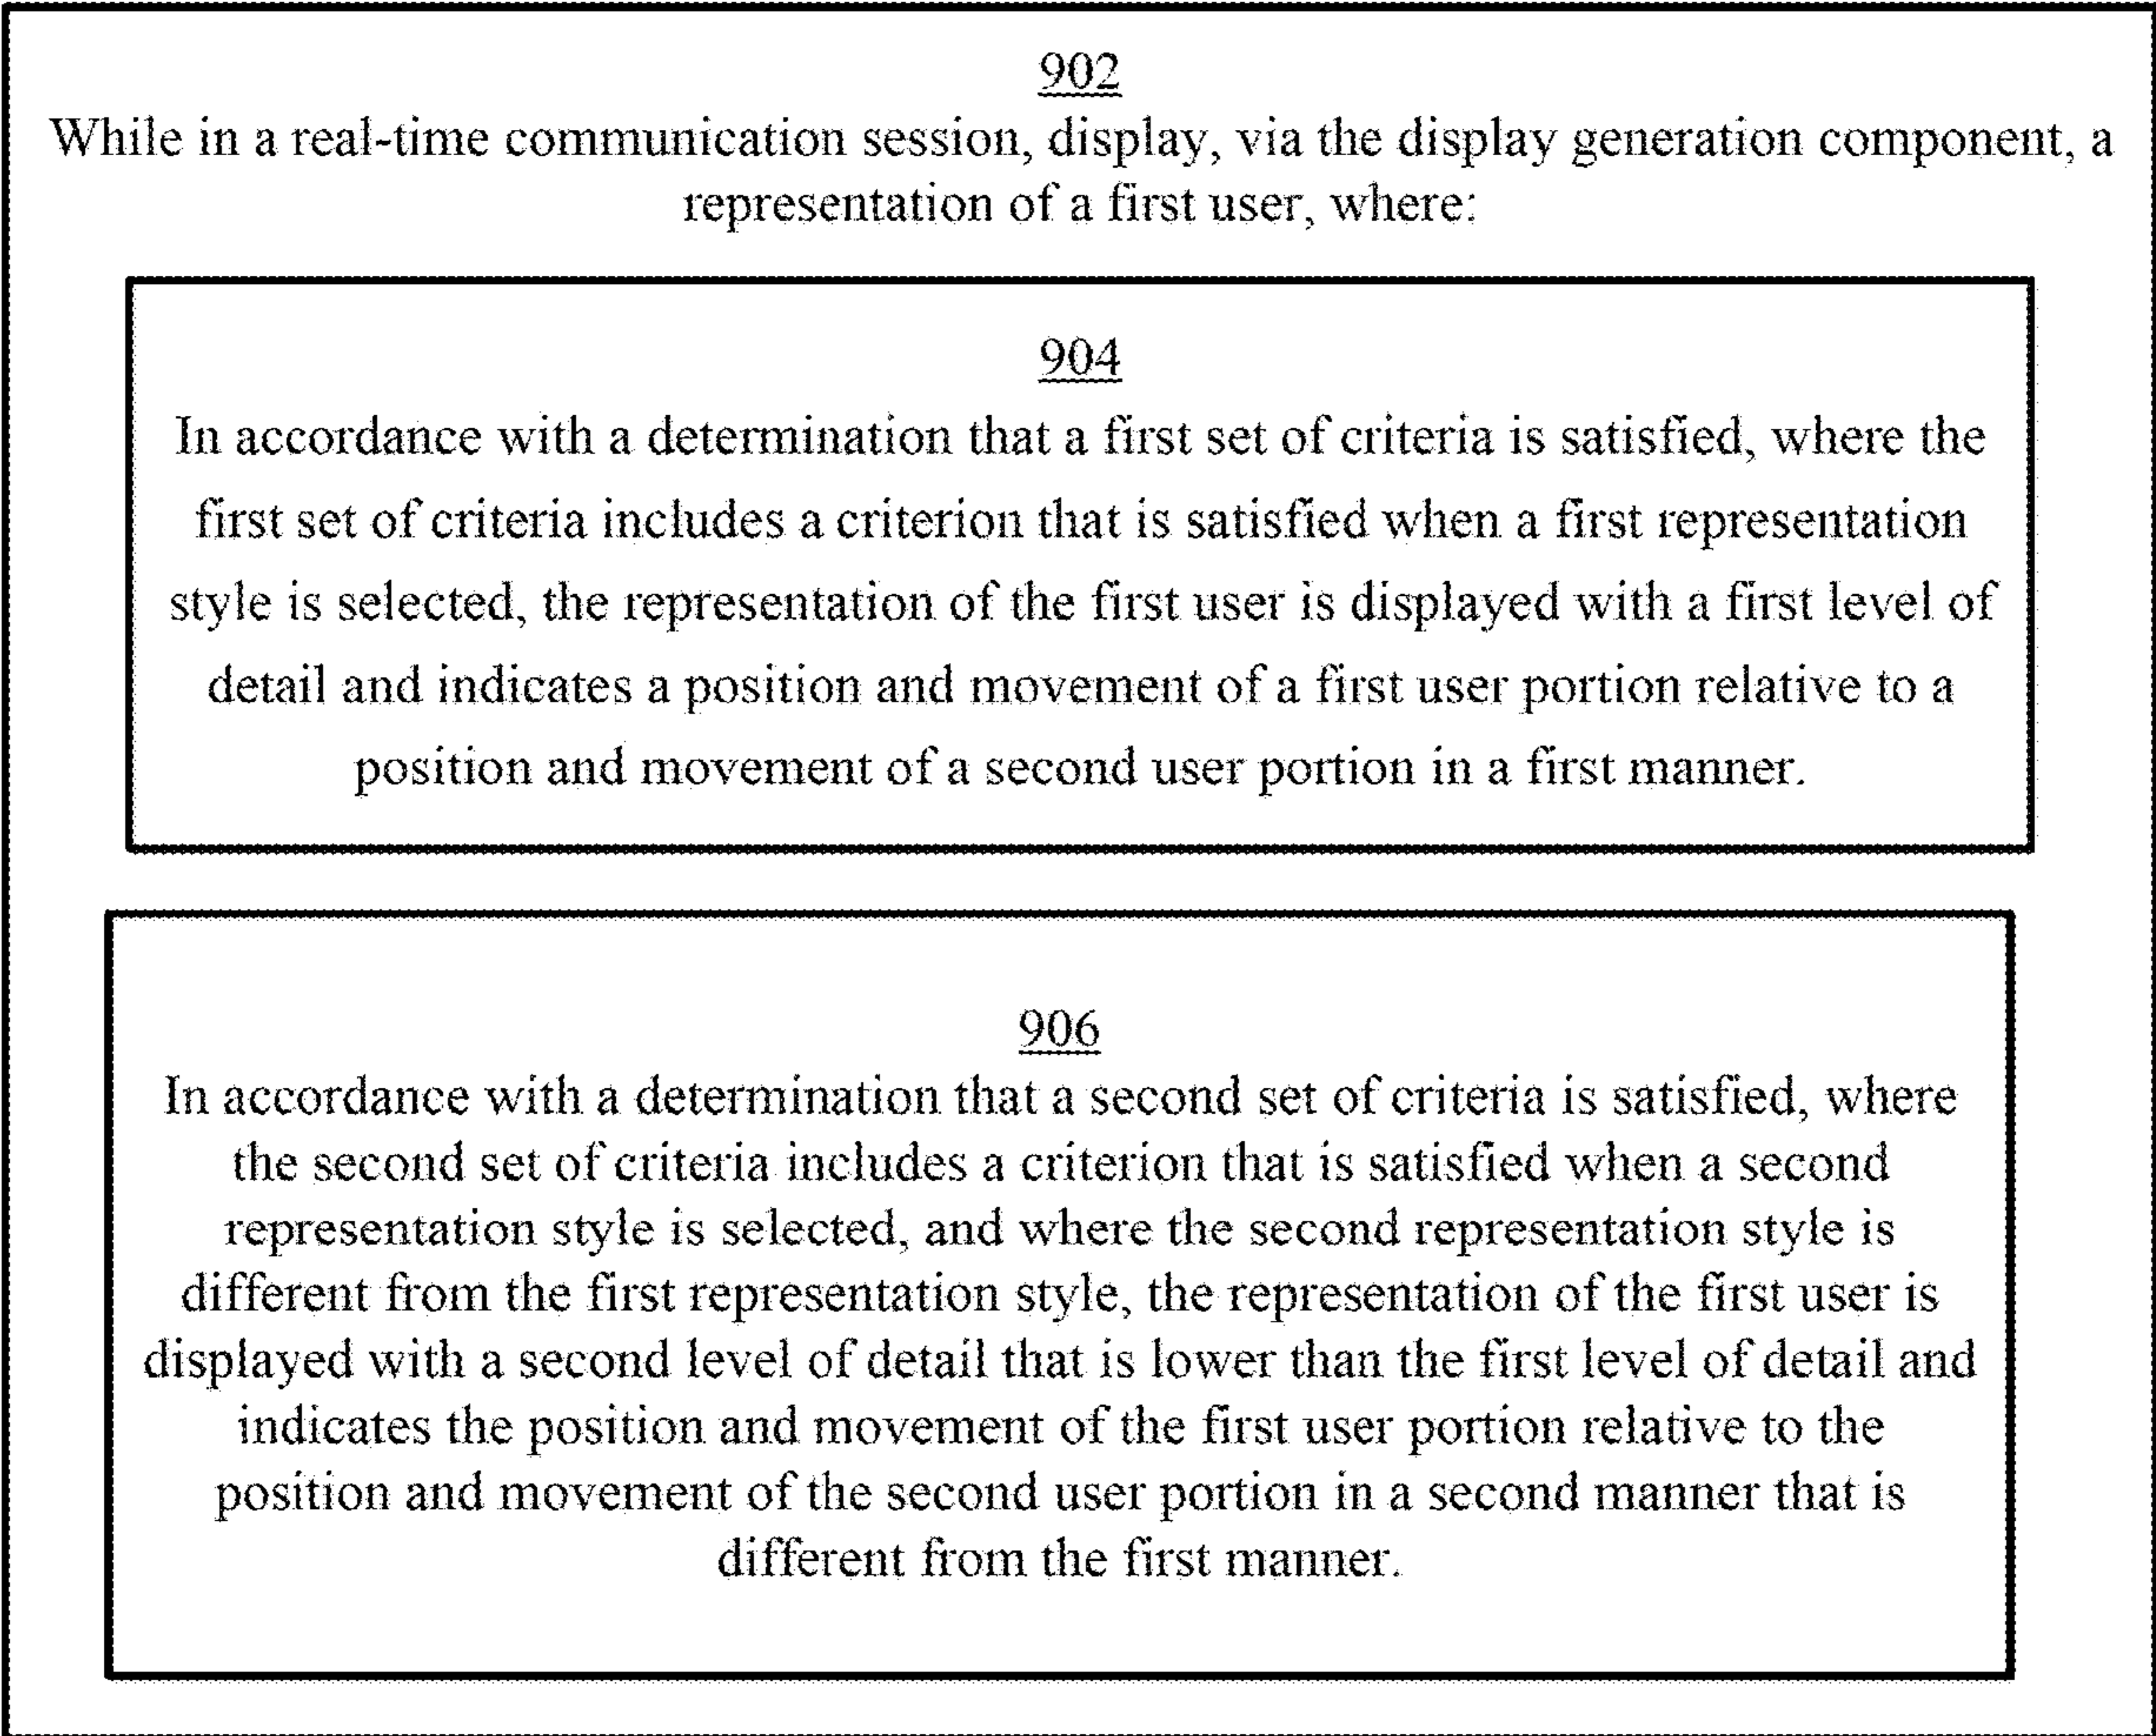 902
While in a real-time communication session, display, via the display generation component, a
representation of a first user, where:
904
In accordance with a determination that a first set of criteria is satisfied, where the
first set of criteria includes a criterion that is satisfied when a first representation
style is selected, the representation of the first user is displayed with a first level of
detail and indicates a position and movement of a first user portion relative to a
position and movement of a second user portion in a first manner.
906
In accordance with a determination that a second set of criteria is satisfied, where
the second set of criteria includes a criterion that is satisfied when a second
representation style is selected, and where the second representation style is
different from the first representation style, the representation of the first user is
displayed with a second level of detail that is lower than the first level of detail and
indicates the position and movement of the first user portion relative to the
position and movement of the second user portion in a second manner that is
different from the first manner.